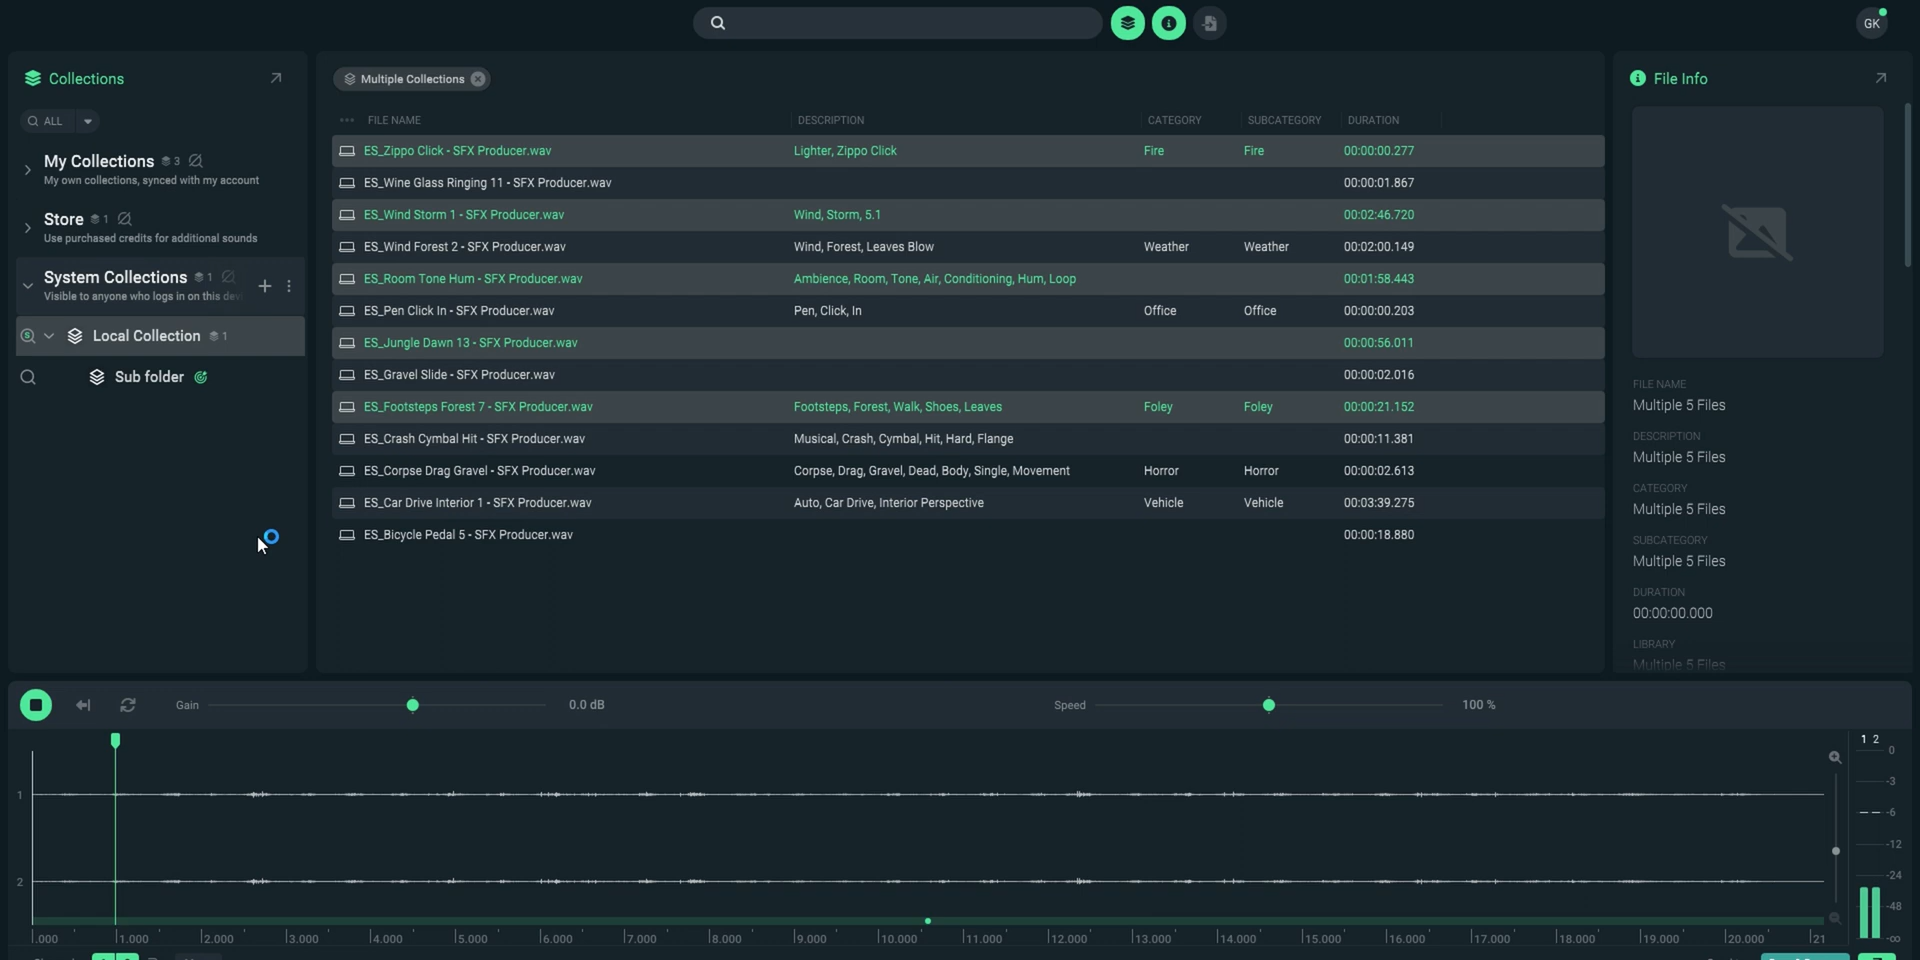 GK
Collections
ALL
My Collections 3
My own collections, synced with my account
Store 1
Use purchased credits for additional sounds
System Collections 1
Visible to anyone who logs in on this dev
Local Collection 1
Sub folder
Multiple Collections
FILE NAME DESCRIPTION CATEGORY SUBCATEGORY DURATION
ES_Zippo Click - SFX Producer.wav Lighter, Zippo Click Fire Fire 00:00:00.277
ES_Wine Glass Ringing 11 - SFX Producer.wav 00:00:01.867
ES_Wind Storm 1 - SFX Producer.wav Wind, Storm, 5.1 00:02:46.720
ES_Wind Forest 2 - SFX Producer.wav Wind, Forest, Leaves Blow Weather Weather 00:02:00.149
ES_Room Tone Hum - SFX Producer.wav Ambience, Room, Tone, Air, Conditioning, Hum, Loop 00:01:58.443
ES_Pen Click In - SFX Producer.wav Pen, Click, In Office Office 00:00:00.203
ES_Jungle Dawn 13 - SFX Producer.wav 00:00:56.011
ES_Gravel Slide - SFX Producer.wav 00:00:02.016
ES_Footsteps Forest 7 - SFX Producer.wav Footsteps, Forest, Walk, Shoes, Leaves Foley Foley 00:00:21.152
ES_Crash Cymbal Hit - SFX Producer.wav Musical, Crash, Cymbal, Hit, Hard, Flange 00:00:11.381
ES_Corpse Drag Gravel - SFX Producer.wav Corpse, Drag, Gravel, Dead, Body, Single, Movement Horror Horror 00:00:02.613
ES_Car Drive Interior 1 - SFX Producer.wav Auto, Car Drive, Interior Perspective Vehicle Vehicle 00:03:39.275
ES_Bicycle Pedal 5 - SFX Producer.wav 00:00:18.880
File Info
FILE NAME
Multiple 5 Files
DESCRIPTION
Multiple 5 Files
CATEGORY
Multiple 5 Files
SUBCATEGORY
Multiple 5 Files
DURATION
00:00:00.000
LIBRARY
Multiple 5 Files
Gain 0.0 dB Speed 100 %
1 2
0
-3
-6
-12
-24
-48
-∞
1
2
.000 1.000 2.000 3.000 4.000 5.000 6.000 7.000 8.000 9.000 10.000 11.000 12.000 13.000 14.000 15.000 16.000 17.000 18.000 19.000 20.000 21